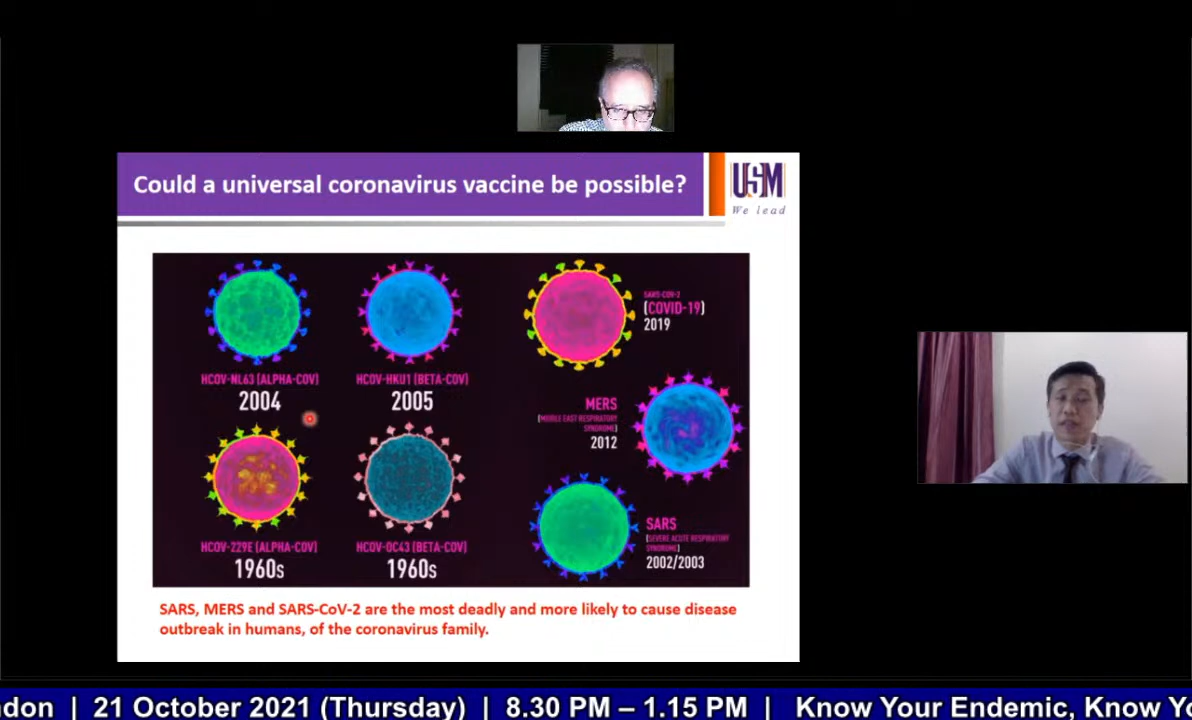 Could a universal coronavirus vaccine be possible?
USM
We lead
HCOV-NL63 (ALPHA-COV)
2004
HCOV-HKU1 (BETA-COV)
2005
SARS-COV-2
(COVID-19)
2019
MERS
(MIDDLE EAST RESPIRATORY
SYNDROME)
2012
HCOV-229E (ALPHA-COV)
1960s
HCOV-OC43 (BETA-COV)
1960s
SARS
(SEVERE ACUTE RESPIRATORY
SYNDROME)
2002/2003
SARS, MERS and SARS-CoV-2 are the most deadly and more likely to cause disease
outbreak in humans, of the coronavirus family.
ndon | 21 October 2021 (Thursday) | 8.30 PM – 1.15 PM | Know Your Endemic, Know Yo